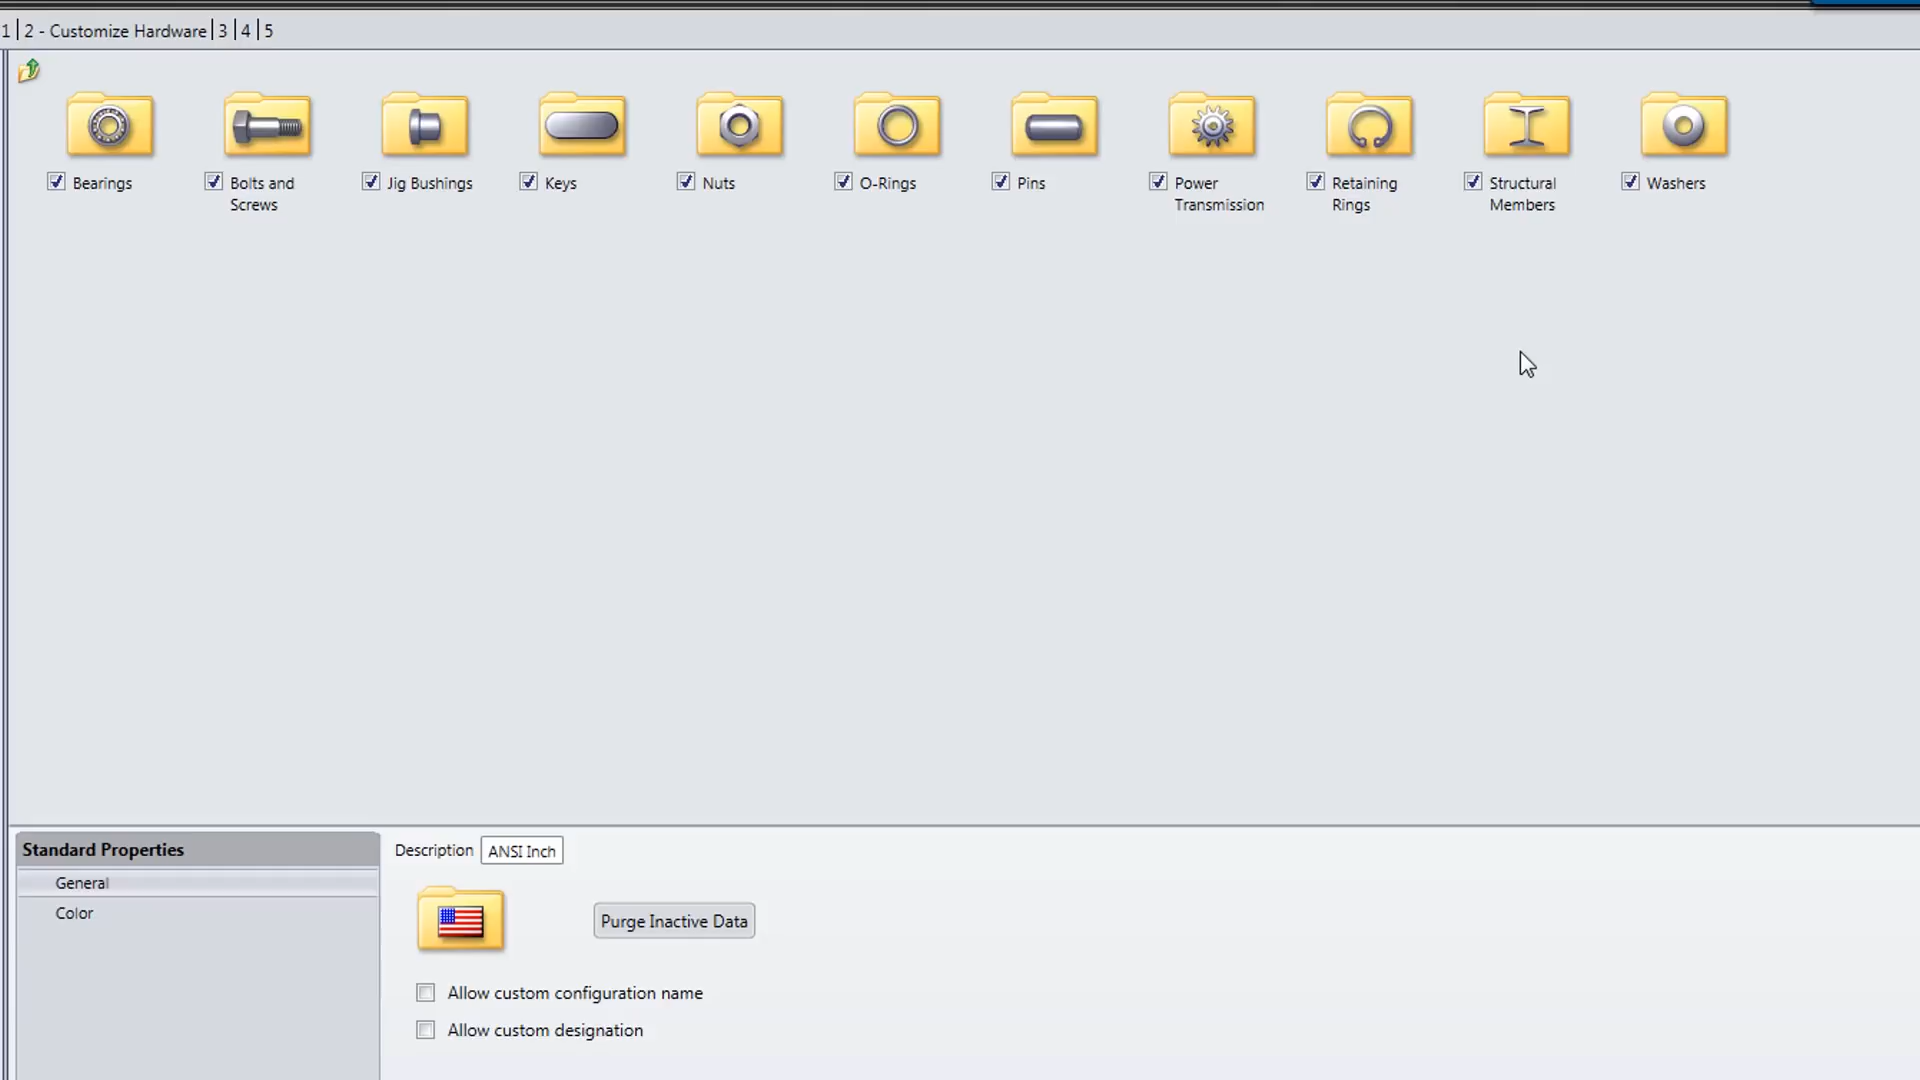 1 | 2 - Customize Hardware | 3 | 4 | 5
Bearings
Bolts and
Screws
Jig Bushings
Keys
Nuts
O-Rings
Pins
Power
Transmission
Retaining
Rings
Structural
Members
Washers
Standard Properties
General
Color
Description ANSI Inch
Purge Inactive Data
Allow custom configuration name
Allow custom designation